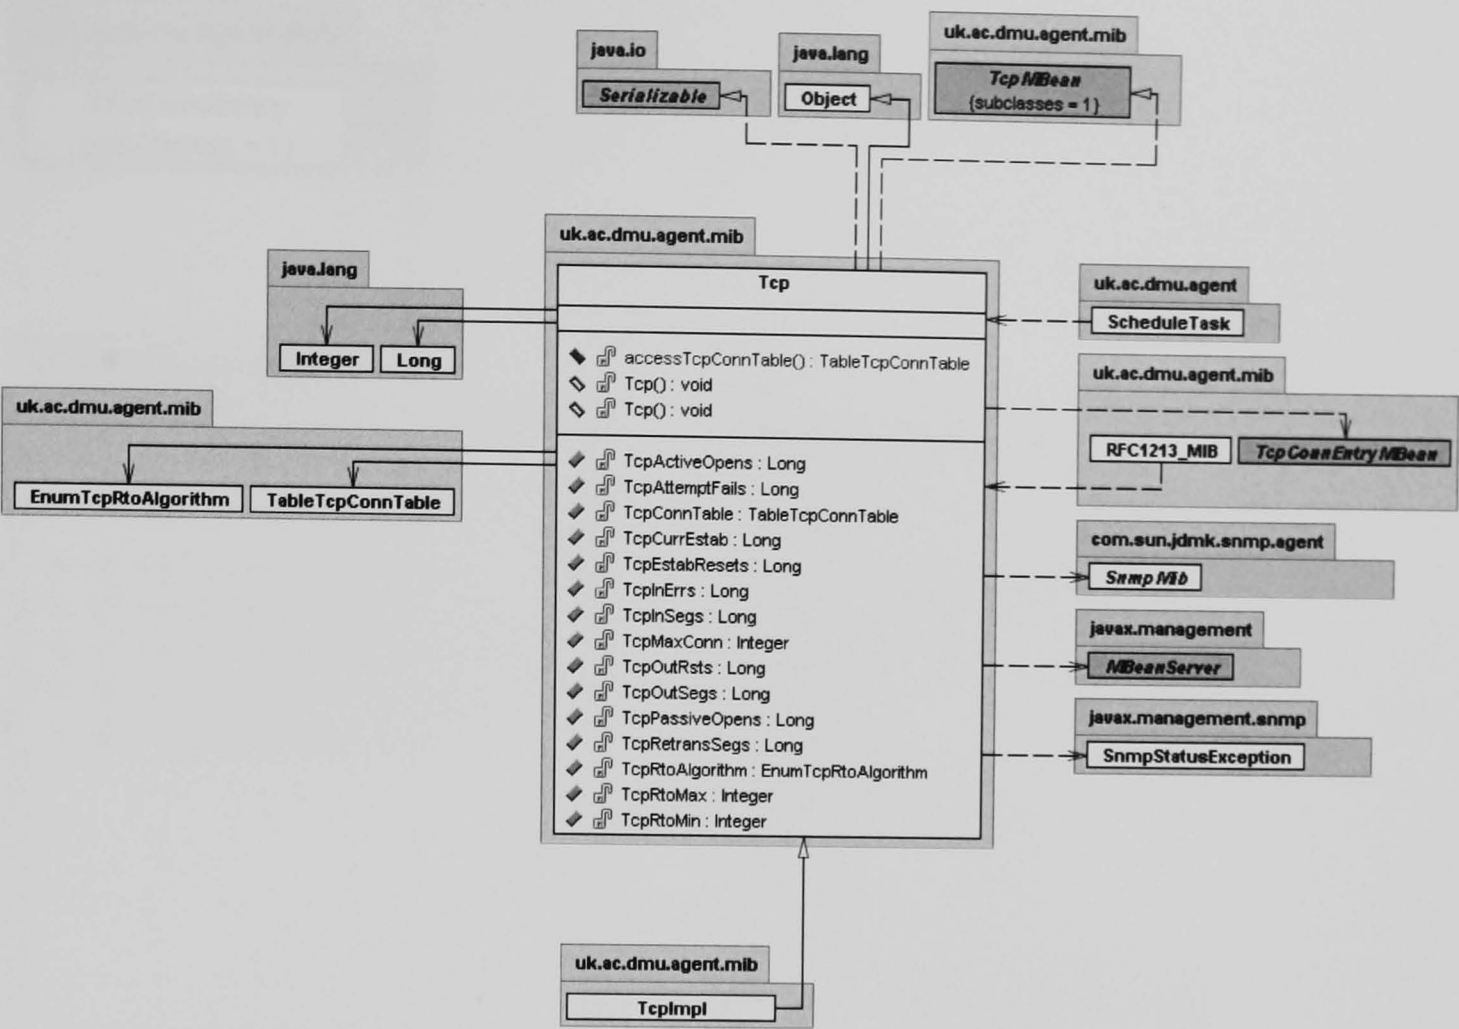 java.io
Serializable
java.lang
Object
uk.ac.dmu.agent.mib
TcpMBean
{subclasses = 1}
uk.ac.dmu.agent.mib
Tcp
accessTcpConnTable() : TableTcpConnTable
Tcp() : void
Tcp() : void
TcpActiveOpens : Long
TcpAttemptFails : Long
TcpConnTable : TableTcpConnTable
TcpCurrEstab : Long
TcpEstabResets : Long
TcpInErrs : Long
TcpInSegs : Long
TcpMaxConn : Integer
TcpOutRsts : Long
TcpOutSegs : Long
TcpPassiveOpens : Long
TcpRetransSegs : Long
TcpRtoAlgorithm : EnumTcpRtoAlgorithm
TcpRtoMax : Integer
TcpRtoMin : Integer
java.lang
Integer
Long
uk.ac.dmu.agent.mib
EnumTcpRtoAlgorithm
TableTcpConnTable
uk.ac.dmu.agent
ScheduleTask
uk.ac.dmu.agent.mib
RFC1213_MIB
TcpConnEntryMBean
com.sun.jdmk.snmp.agent
SnmpMib
javax.management
MBeanServer
javax.management.snmp
SnmpStatusException
uk.ac.dmu.agent.mib
TcpImpl